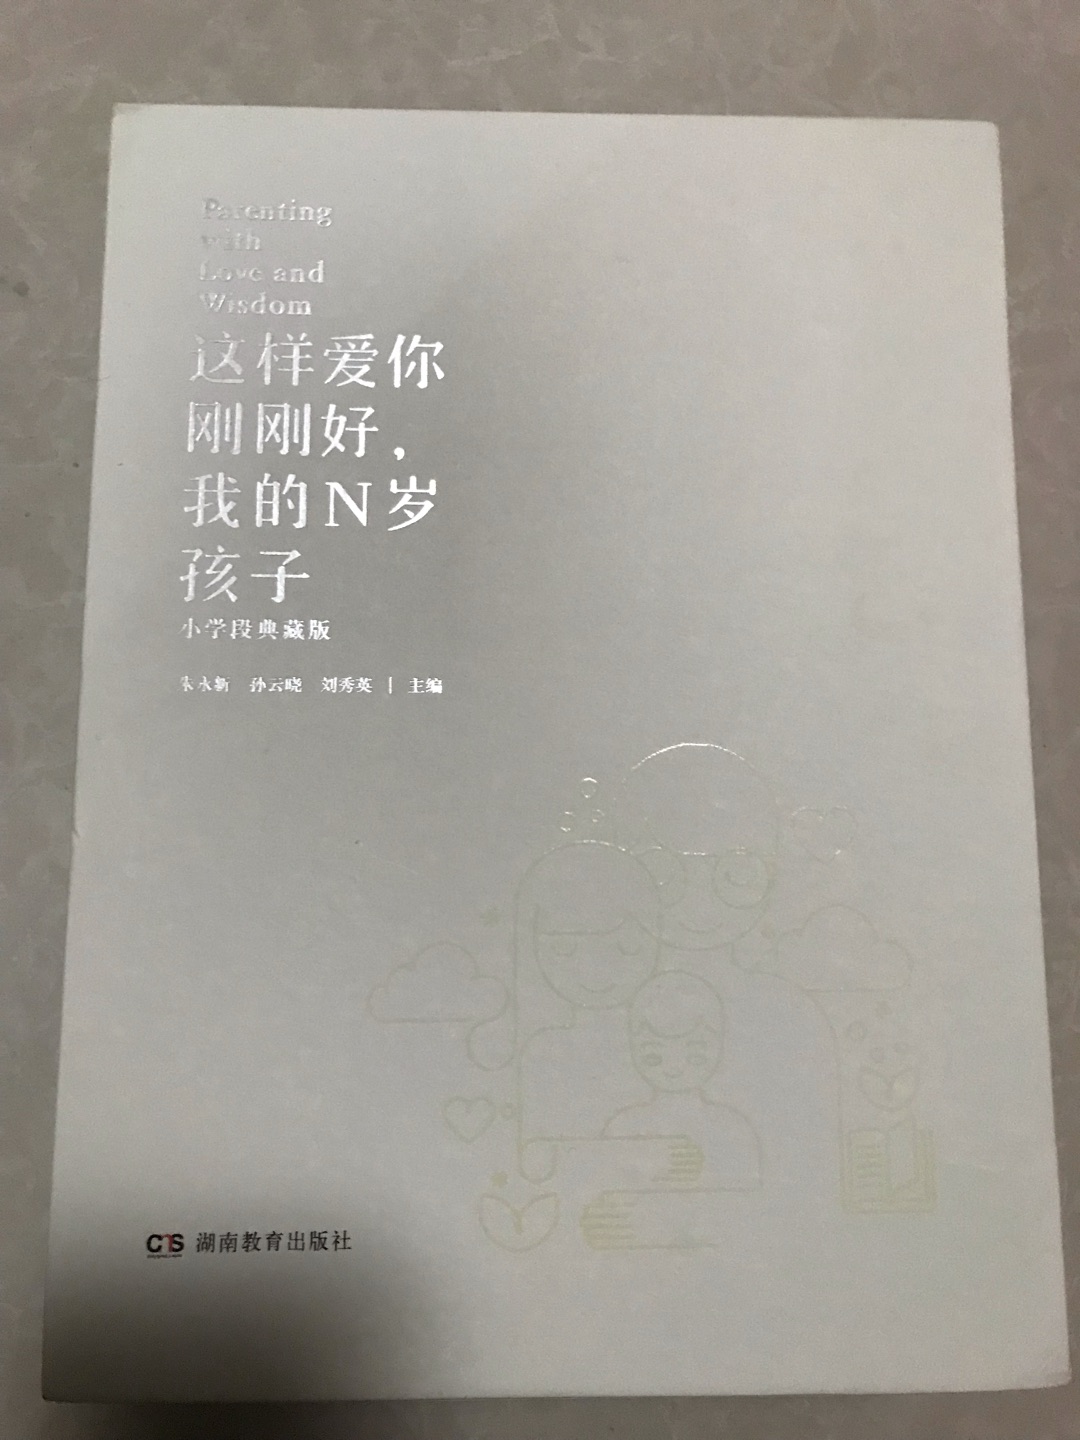 Parenting
with
Love and
Wisdom
这样爱你
刚刚好，
我的N岁
孩子
小学段典藏版
朱永新 孙云晓 刘秀英 | 主编
CTS 湖南教育出版社